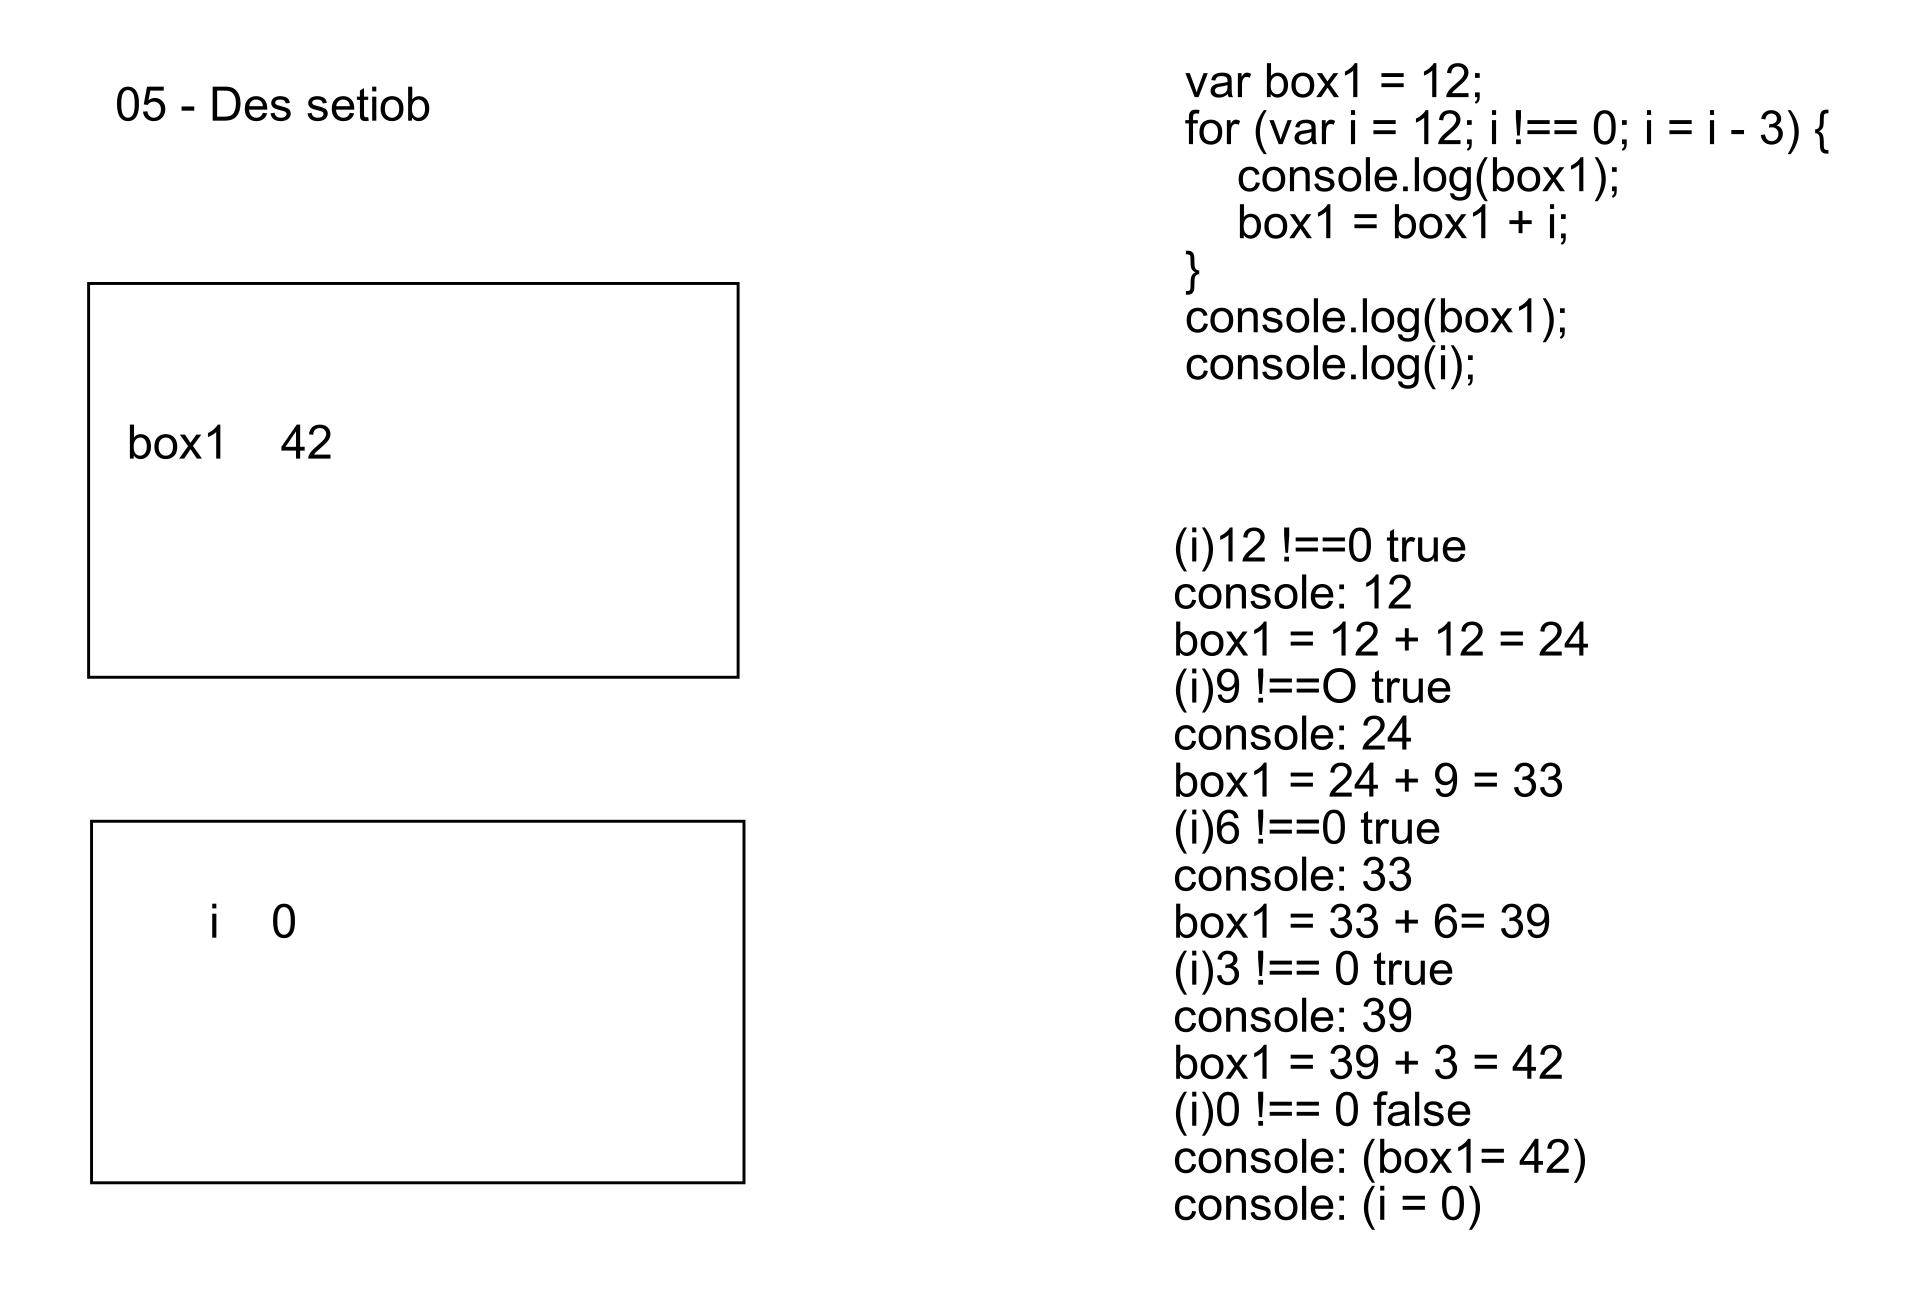 05 - Des setiob
box1 42
i 0
var box1 = 12;
for (var i = 12; i !== 0; i = i - 3) {
console.log(box1);
box1 = box1 + i;
}
console.log(box1);
console.log(i);
(i)12 !==0 true
console: 12
box1 = 12 + 12 = 24
(i)9 !==O true
console: 24
box1 = 24 + 9 = 33
(i)6 !==0 true
console: 33
box1 = 33 + 6= 39
(i)3 !== 0 true
console: 39
box1 = 39 + 3 = 42
(i)0 !== 0 false
console: (box1= 42)
console: (i = 0)